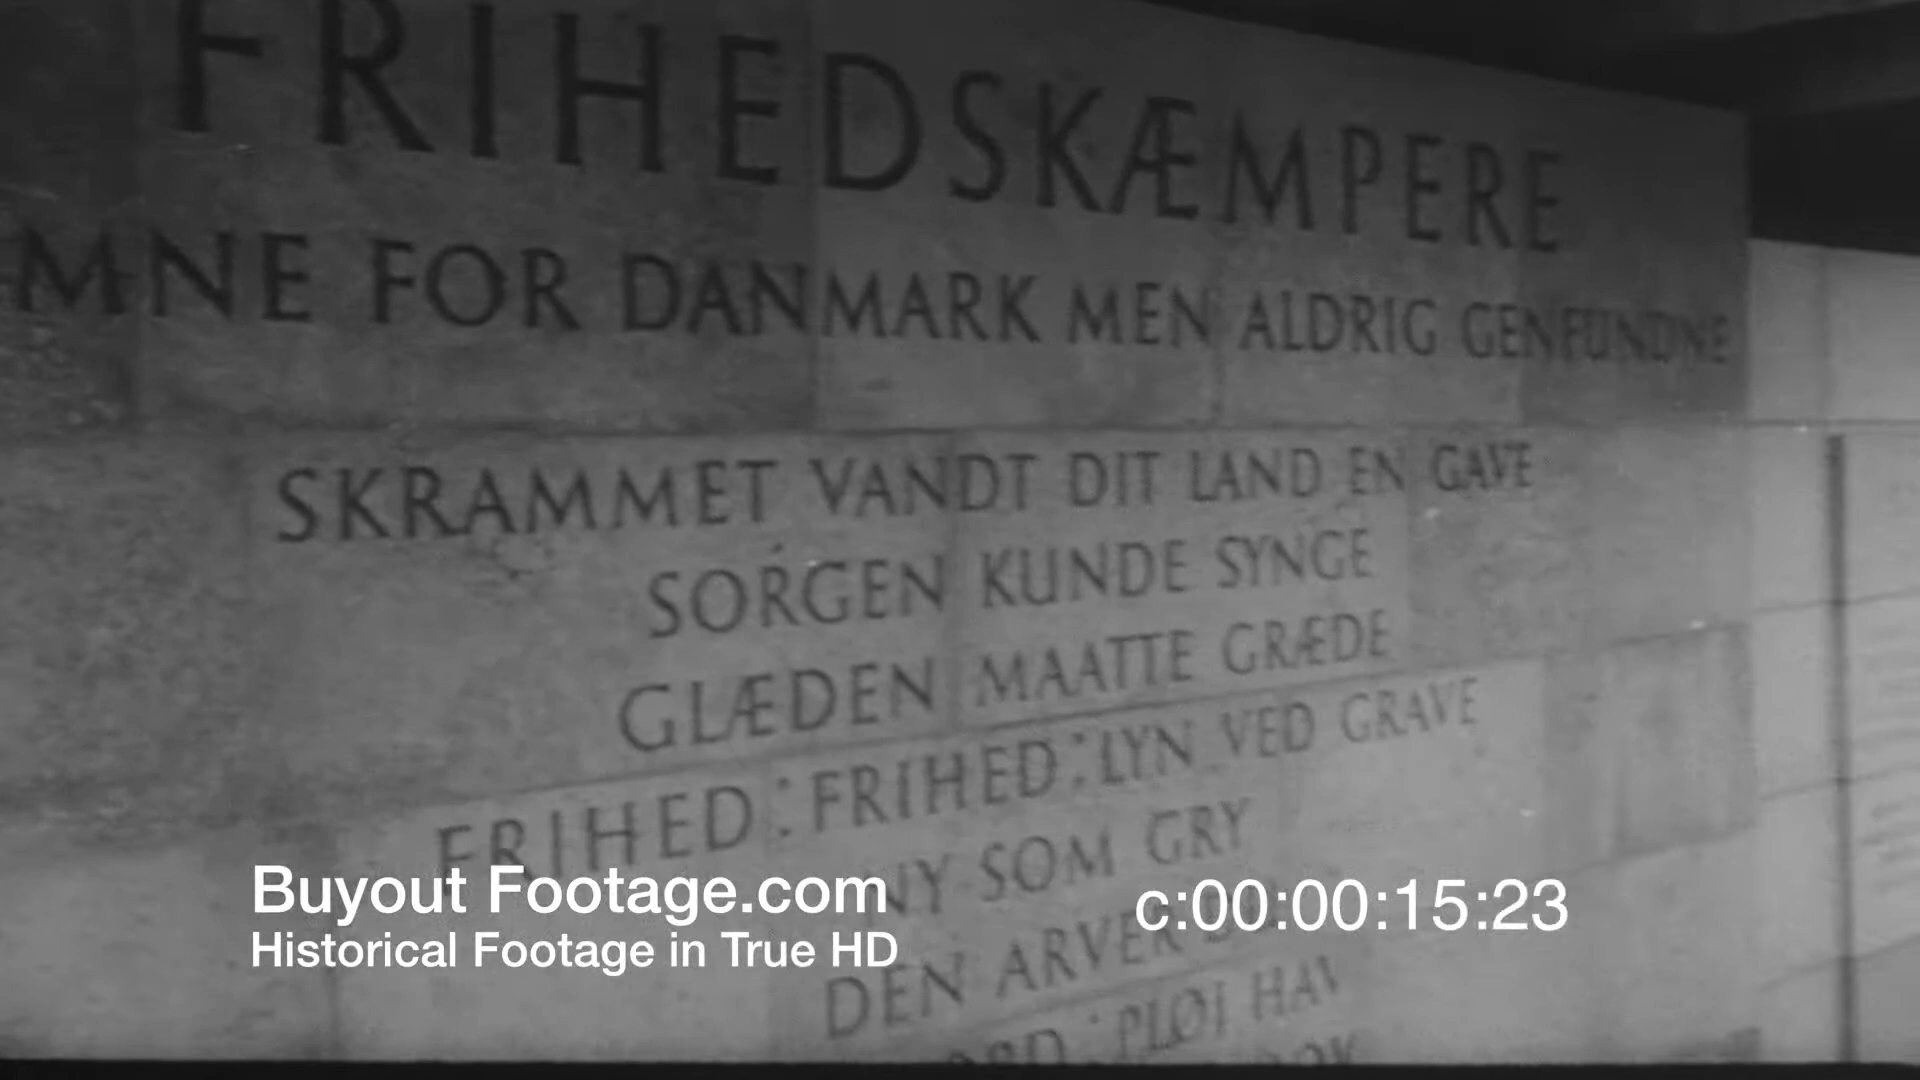 FRIHEDSKÆMPERE
MNE FOR DANMARK MEN ALDRIG GENFUNDNE
SKRAMMET VANDT DIT LAND EN GAVE
SORGEN KUNDE SYNGE
GLÆDEN MAATTE GRÆDE
FRIHED : FRIHED : LYN VED GRAVE
NY SOM GRY
DEN ARVER
: PLØJ HAV
Buyout Footage.com
Historical Footage in True HD
c:00:00:15:23